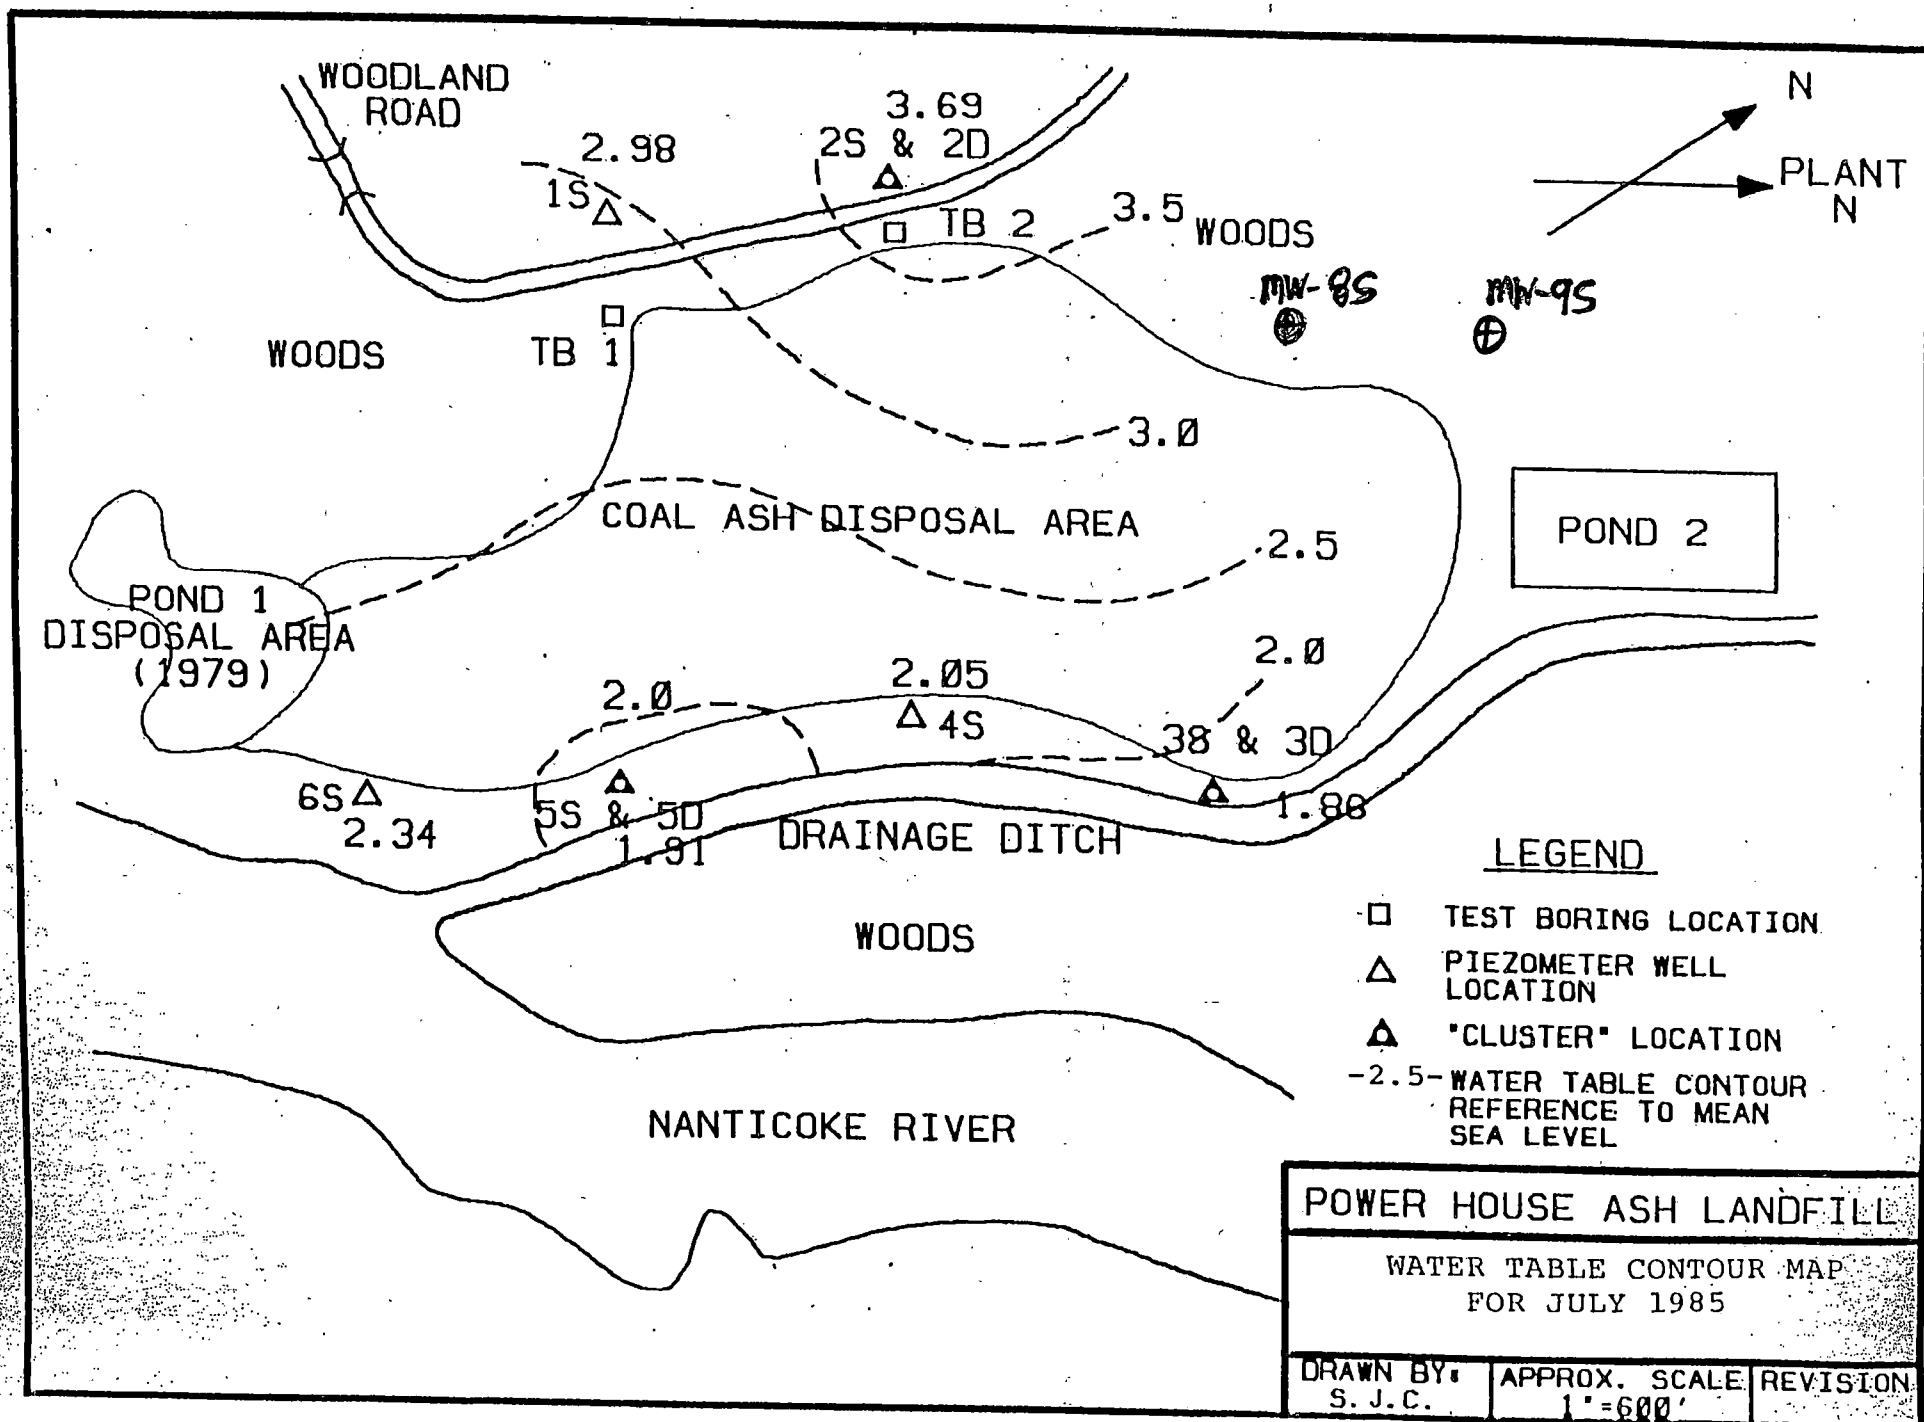 WOODLAND
ROAD
2.98
1S
3.69
2S & 2D
TB 2
3.5
WOODS
N
PLANT
N
MW-8S
MW-9S
WOODS
TB 1
3.0
COAL ASH DISPOSAL AREA
2.5
POND 2
POND 1
DISPOSAL AREA
(1979)
2.0
2.05
4S
2.0
38 & 3D
1.86
6S
2.34
5S & 5D
1.91
DRAINAGE DITCH
WOODS
NANTICOKE RIVER
LEGEND
TEST BORING LOCATION
PIEZOMETER WELL
LOCATION
"CLUSTER" LOCATION
-2.5- WATER TABLE CONTOUR
REFERENCE TO MEAN
SEA LEVEL
POWER HOUSE ASH LANDFILL
WATER TABLE CONTOUR MAP
FOR JULY 1985
DRAWN BY:
S.J.C.
APPROX. SCALE
1"=600'
REVISION